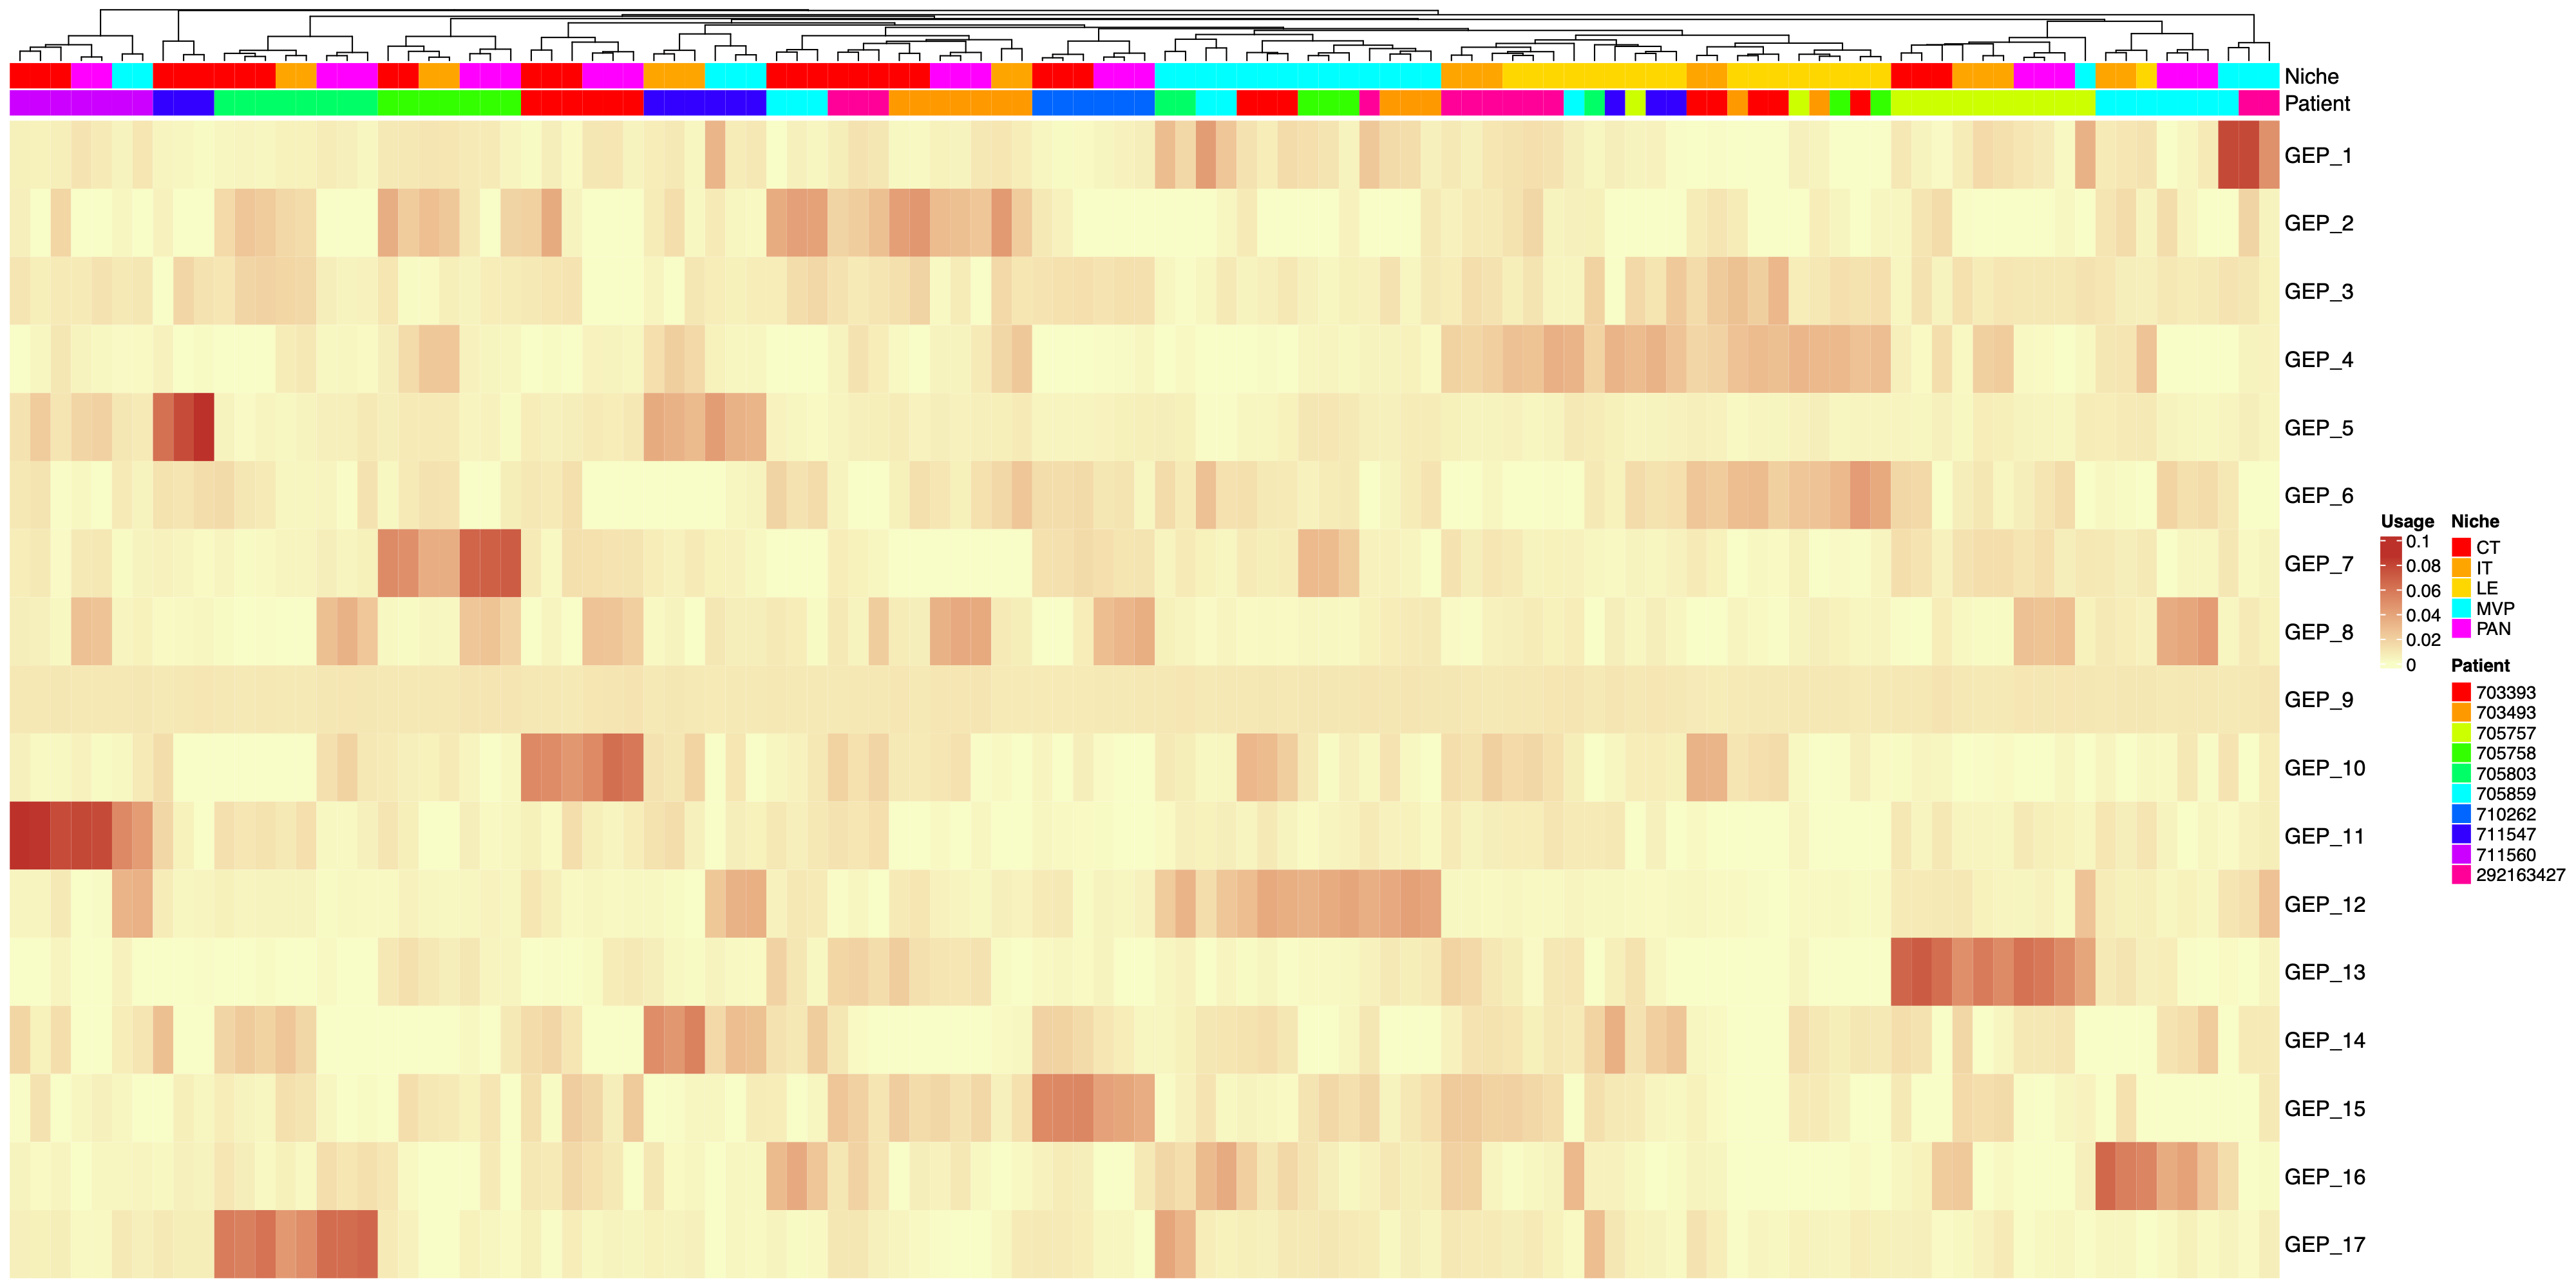 Niche
Patient
GEP_1
GEP_2
GEP_3
GEP_4
GEP_5
GEP_6
GEP_7
GEP_8
GEP_9
GEP_10
GEP_11
GEP_12
GEP_13
GEP_14
GEP_15
GEP_16
GEP_17
Usage
0.1
0.08
0.06
0.04
0.02
0
Niche
CT
IT
LE
MVP
PAN
Patient
703393
703493
705757
705758
705803
705859
710262
711547
711560
292163427